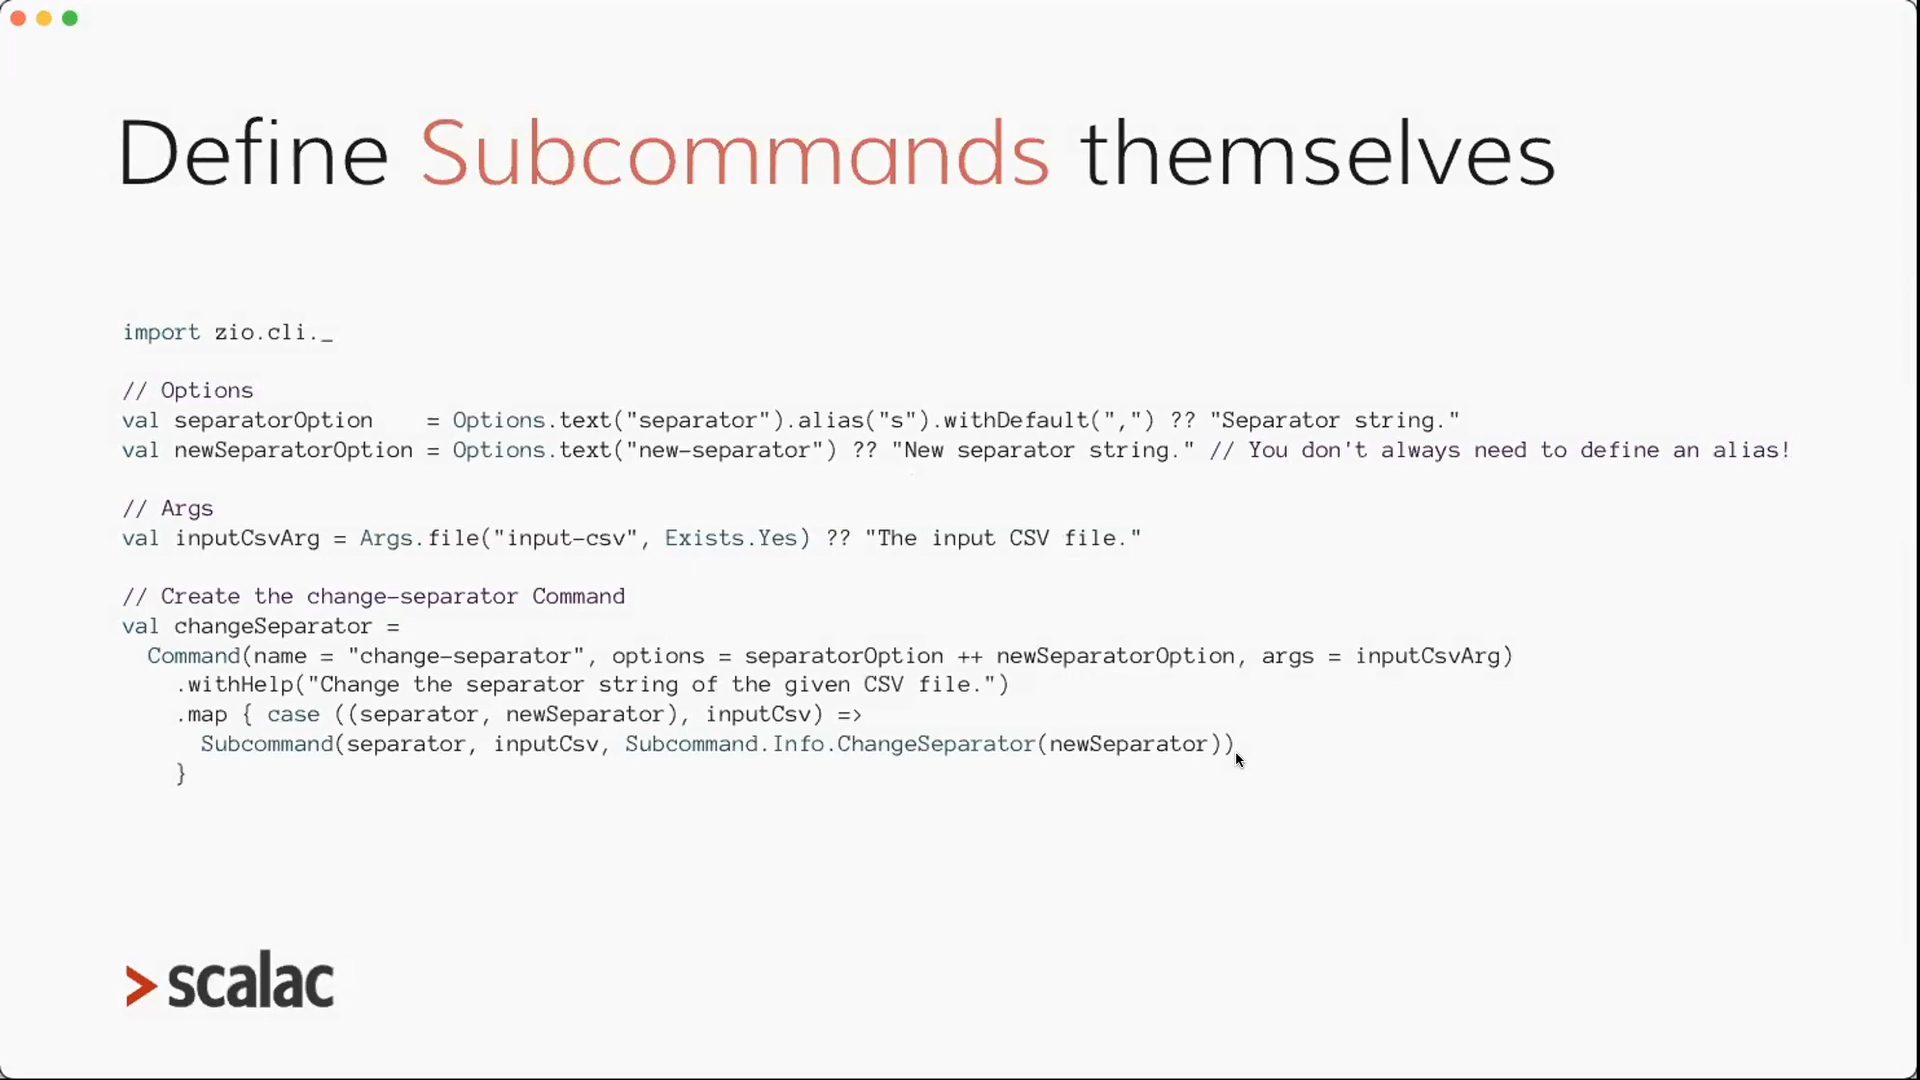 Define Subcommands themselves
import zio.cli._
// Options
val separatorOption    = Options.text("separator").alias("s").withDefault(",") ?? "Separator string."
val newSeparatorOption = Options.text("new-separator") ?? "New separator string." // You don't always need to define an alias!
// Args
val inputCsvArg = Args.file("input-csv", Exists.Yes) ?? "The input CSV file."
// Create the change-separator Command
val changeSeparator =
  Command(name = "change-separator", options = separatorOption ++ newSeparatorOption, args = inputCsvArg)
    .withHelp("Change the separator string of the given CSV file.")
    .map { case ((separator, newSeparator), inputCsv) =>
      Subcommand(separator, inputCsv, Subcommand.Info.ChangeSeparator(newSeparator))
    }
> scalac